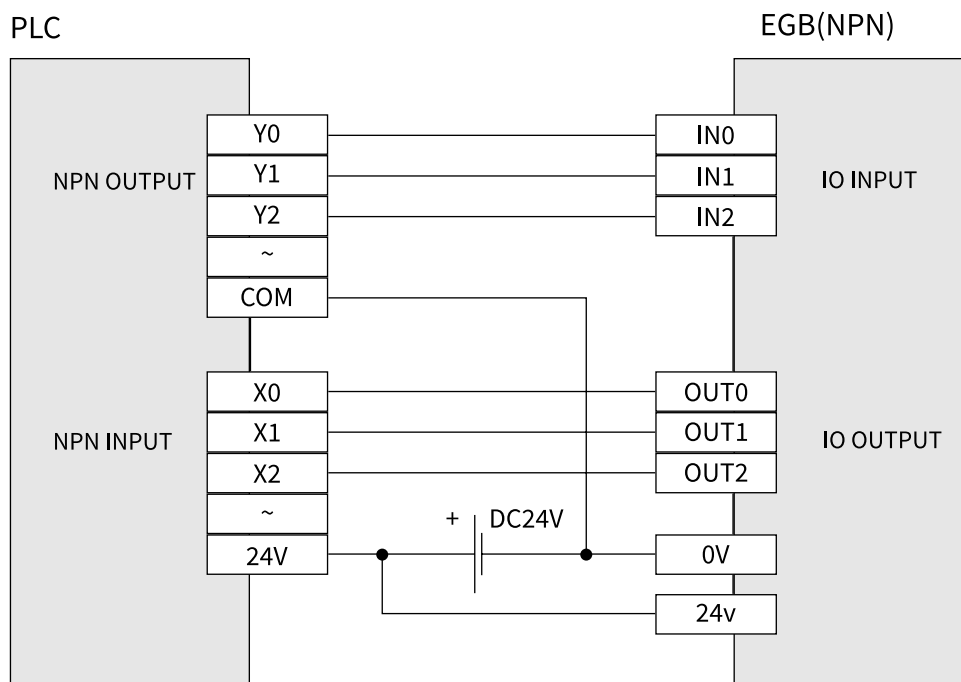 PLC
EGB(NPN)
Y0
IN0
NPN OUTPUT
Y1
IN1
IO INPUT
Y2
IN2
~
COM
X0
OUT0
NPN INPUT
X1
OUT1
IO OUTPUT
X2
OUT2
~
+ DC24V
24V
0V
24v